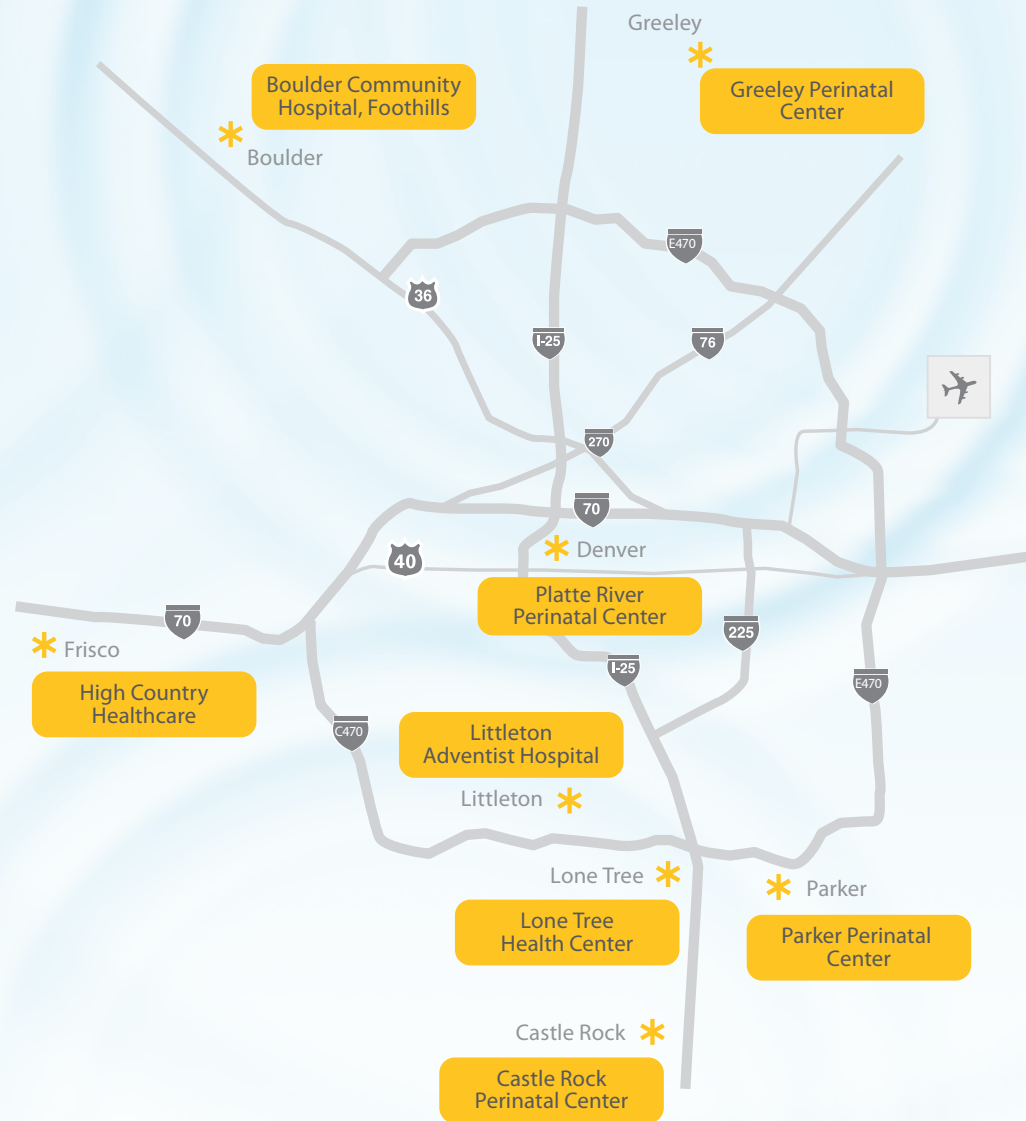 Greeley
Greeley Perinatal
Center
Boulder Community
Hospital, Foothills
Boulder
E470
36
I-25
76
270
70
Denver
40
Platte River
Perinatal Center
70
225
Frisco
I-25
E470
High Country
Healthcare
C470
Littleton
Adventist Hospital
Littleton
Lone Tree
Parker
Lone Tree
Health Center
Parker Perinatal
Center
Castle Rock
Castle Rock
Perinatal Center